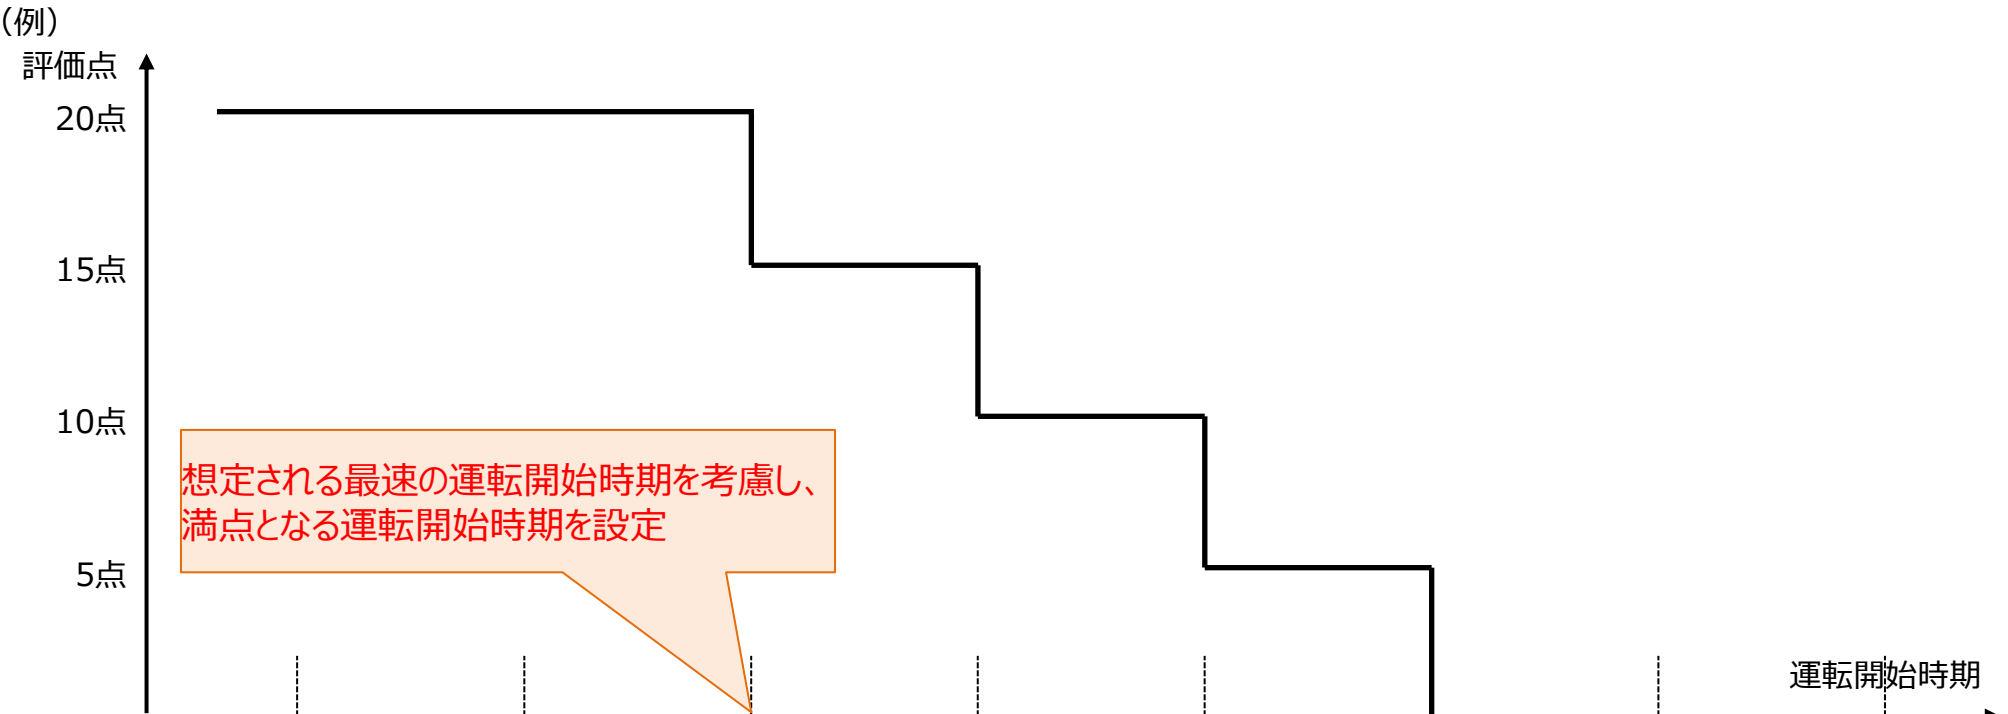 （例）
評価点
20点
15点
10点
想定される最速の運転開始時期を考慮し、
満点となる運転開始時期を設定
5点
運転開始時期